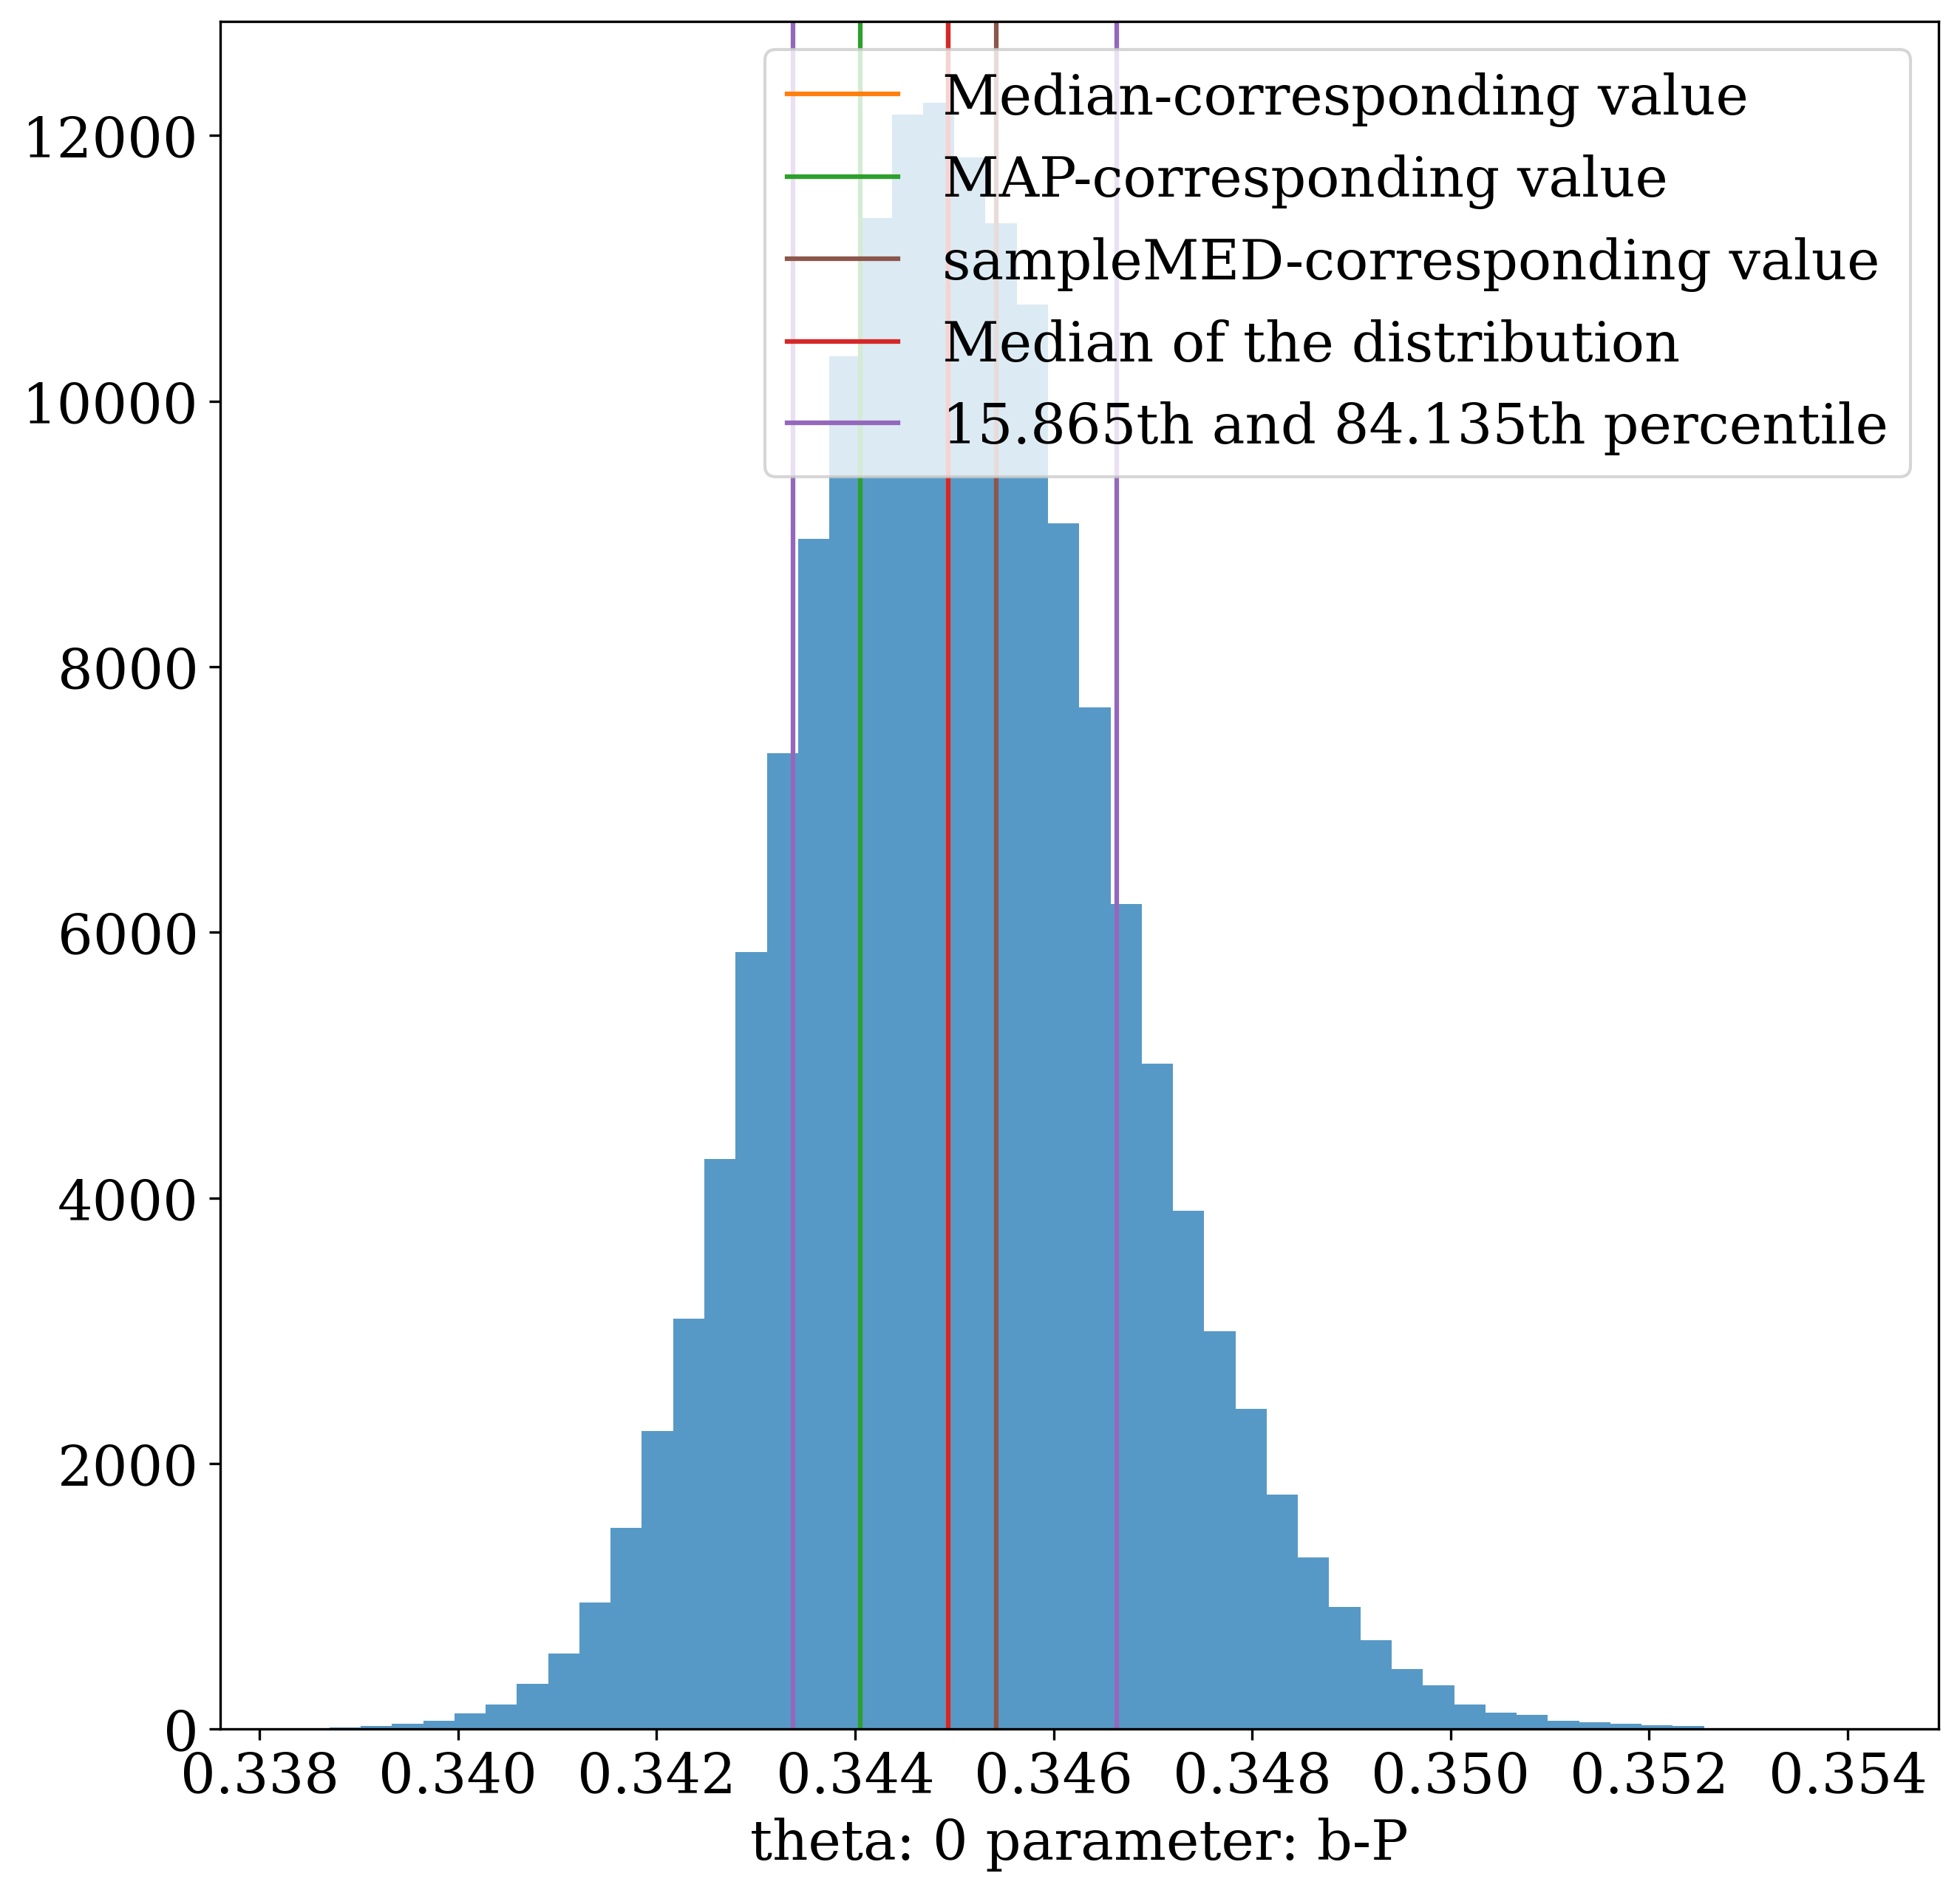 Median-corresponding value
MAP-corresponding value
sampleMED-corresponding value
Median of the distribution
15.865th and 84.135th percentile
12000
10000
8000
6000
4000
2000
0
0.338 0.340 0.342 0.344 0.346 0.348 0.350 0.352 0.354
theta: 0 parameter: b-P